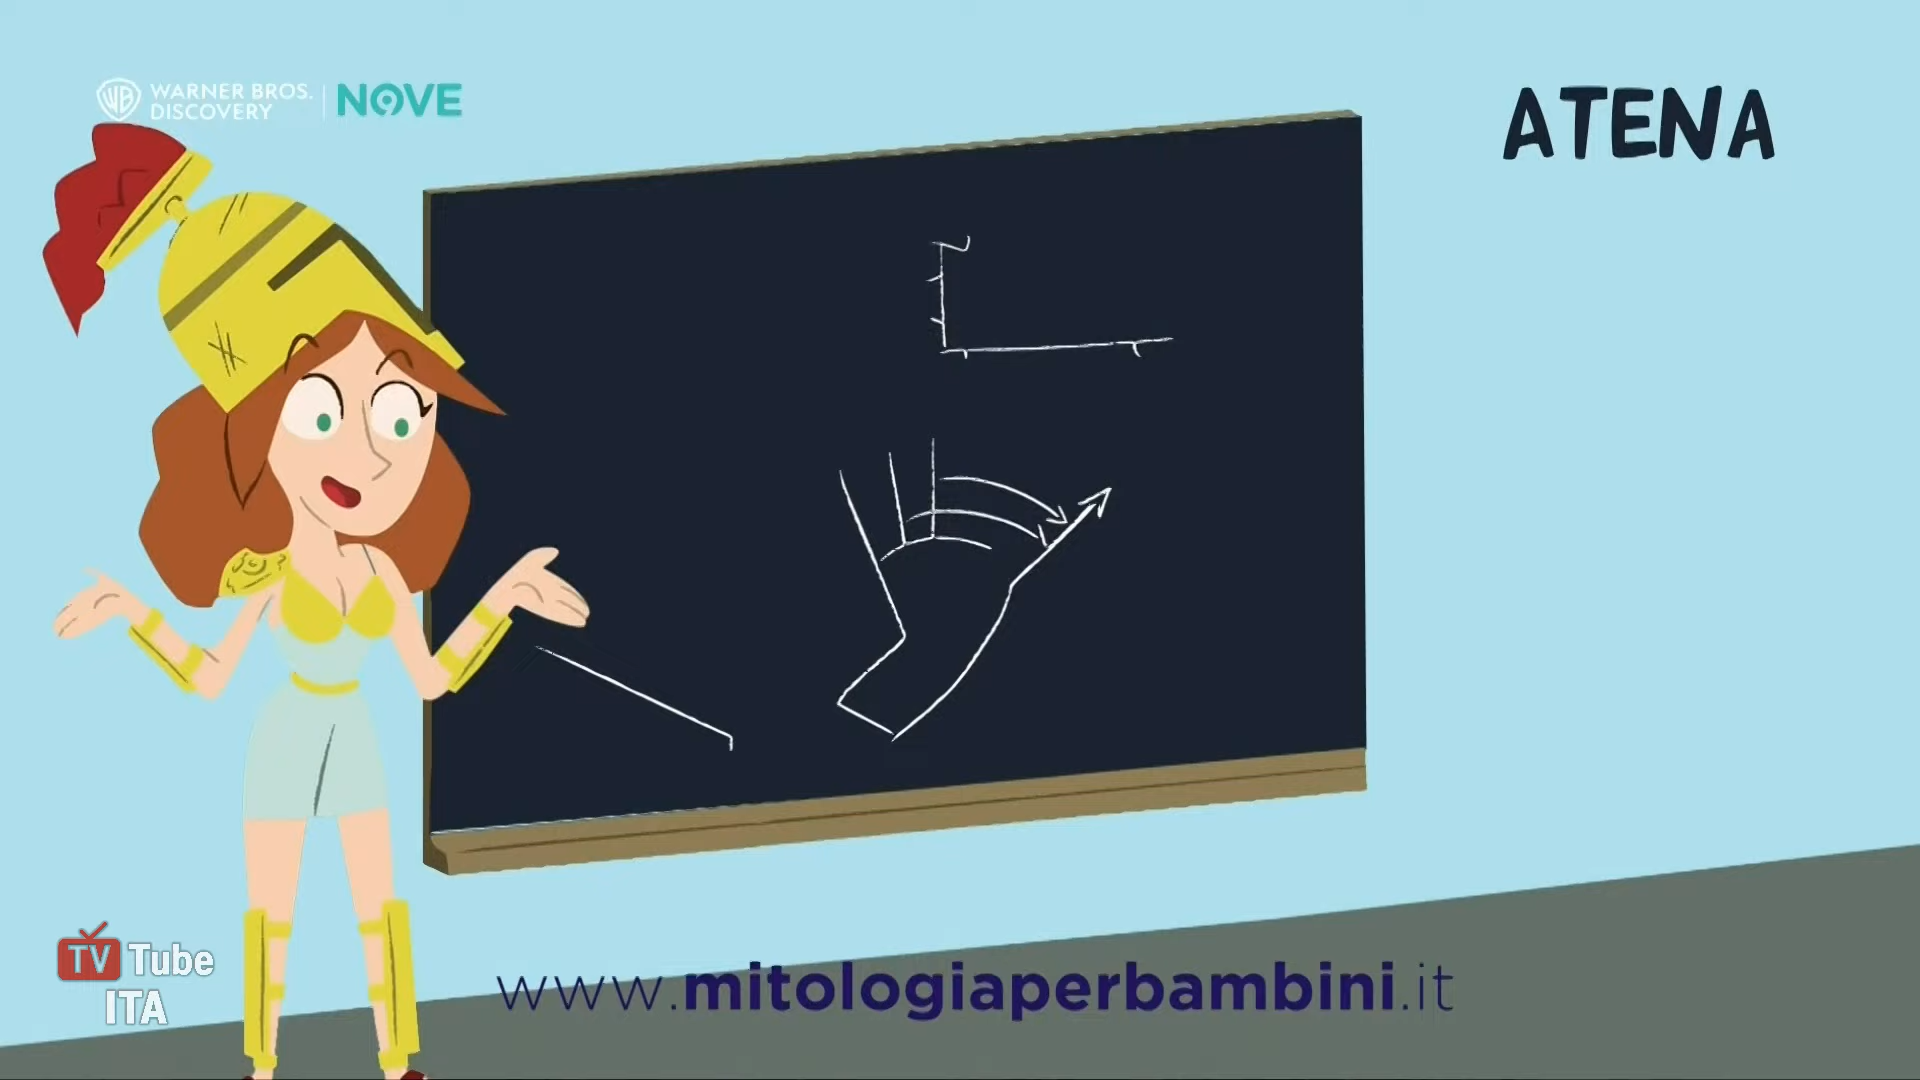 WARNER BROS.
DISCOVERY
NOVE
ATENA
TV Tube
ITA
www.mitologiaperbambini.it